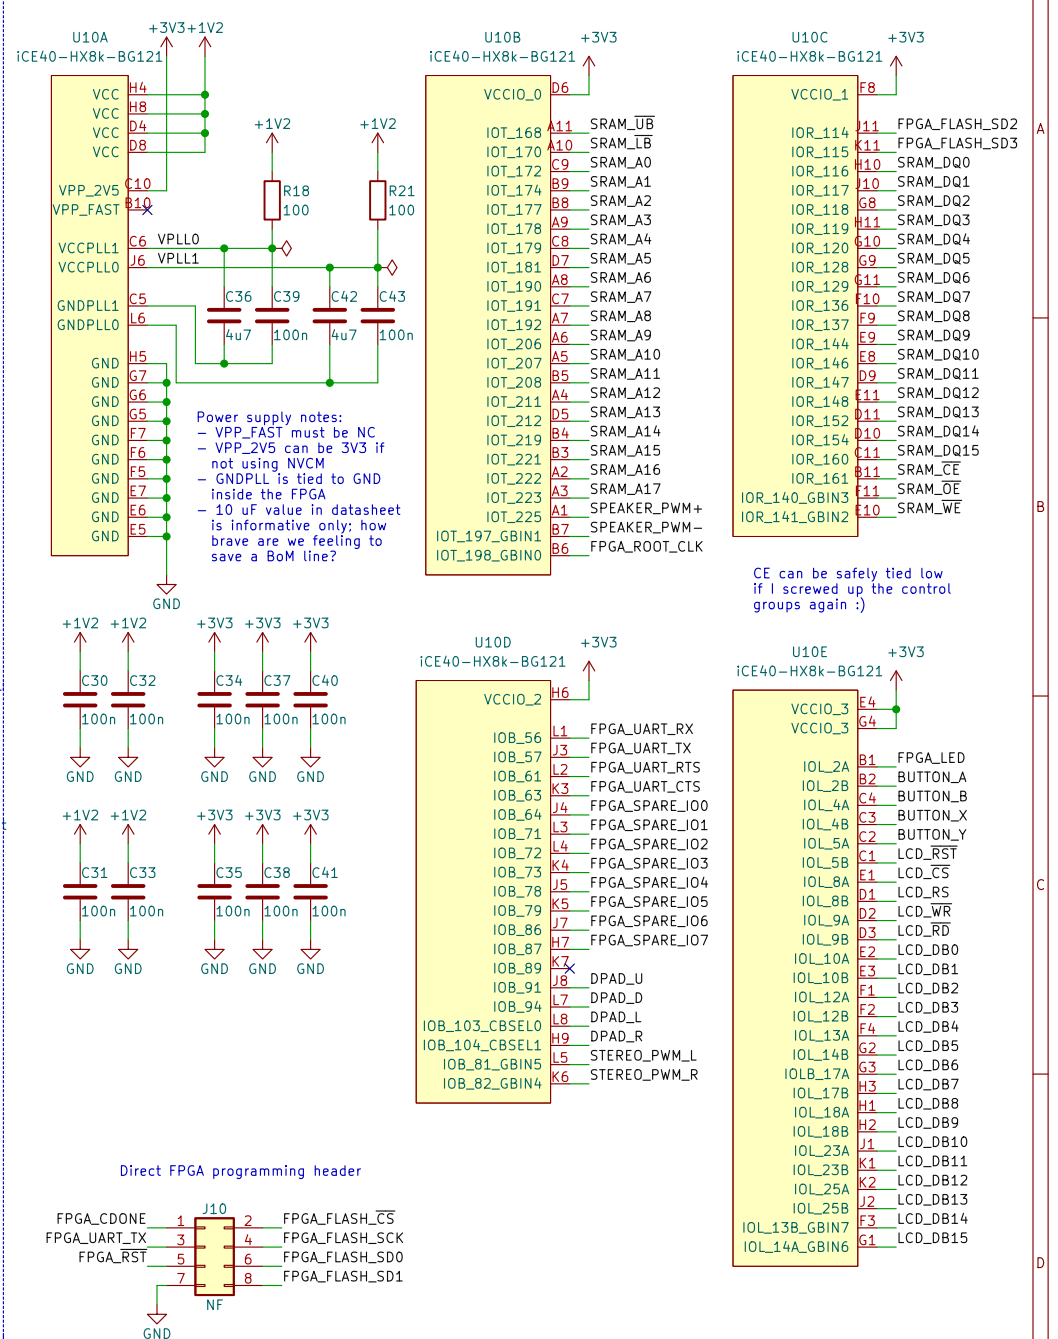 U10A
iCE40-HX8k-BG121
+3V3
+1V2
VCC H4
VCC H8
VCC D4
VCC D8
VPP_2V5 C10
VPP_FAST B10
VCCPLL1 C6 VPLL0
VCCPLL0 J6 VPLL1
GNDPLL1 C5
GNDPLL0 L6
GND H5
GND G7
GND G6
GND G5
GND F7
GND F6
GND F5
GND E7
GND E6
GND E5
GND
+1V2
R18
100
+1V2
R21
100
C36
4u7
C39
100n
C42
4u7
C43
100n
Power supply notes:
- VPP_FAST must be NC
- VPP_2V5 can be 3V3 if
not using NVCM
- GNDPLL is tied to GND
inside the FPGA
- 10 uF value in datasheet
is informative only; how
brave are we feeling to
save a BoM line?
+1V2 +1V2 +3V3 +3V3 +3V3
C30 C32 C34 C37 C40
100n 100n 100n 100n 100n
GND GND GND GND GND
+1V2 +1V2 +3V3 +3V3 +3V3
C31 C33 C35 C38 C41
100n 100n 100n 100n 100n
GND GND GND GND GND
Direct FPGA programming header
J10
FPGA_CDONE 1 2 FPGA_FLASH_CS
FPGA_UART_TX 3 4 FPGA_FLASH_SCK
FPGA_RST 5 6 FPGA_FLASH_SD0
7 8 FPGA_FLASH_SD1
NF
GND
U10B
iCE40-HX8k-BG121
+3V3
VCCIO_0 D6
IOT_168 A11 SRAM_UB
IOT_170 A10 SRAM_LB
IOT_172 C9 SRAM_A0
IOT_174 B9 SRAM_A1
IOT_177 B8 SRAM_A2
IOT_178 A9 SRAM_A3
IOT_179 C8 SRAM_A4
IOT_181 D7 SRAM_A5
IOT_190 A8 SRAM_A6
IOT_191 C7 SRAM_A7
IOT_192 A7 SRAM_A8
IOT_206 A6 SRAM_A9
IOT_207 A5 SRAM_A10
IOT_208 B5 SRAM_A11
IOT_211 A4 SRAM_A12
IOT_212 D5 SRAM_A13
IOT_219 B4 SRAM_A14
IOT_221 B3 SRAM_A15
IOT_222 A2 SRAM_A16
IOT_223 A3 SRAM_A17
IOT_225 A1 SPEAKER_PWM+
IOT_197_GBIN1 B7 SPEAKER_PWM-
IOT_198_GBIN0 B6 FPGA_ROOT_CLK
U10C
iCE40-HX8k-BG121
+3V3
VCCIO_1 F8
IOR_114 J11 FPGA_FLASH_SD2
IOR_115 K11 FPGA_FLASH_SD3
IOR_116 H10 SRAM_DQ0
IOR_117 J10 SRAM_DQ1
IOR_118 G8 SRAM_DQ2
IOR_119 H11 SRAM_DQ3
IOR_120 G10 SRAM_DQ4
IOR_128 G9 SRAM_DQ5
IOR_129 G11 SRAM_DQ6
IOR_136 F10 SRAM_DQ7
IOR_137 F9 SRAM_DQ8
IOR_144 E9 SRAM_DQ9
IOR_146 E8 SRAM_DQ10
IOR_147 D9 SRAM_DQ11
IOR_148 E11 SRAM_DQ12
IOR_152 D11 SRAM_DQ13
IOR_154 D10 SRAM_DQ14
IOR_160 C11 SRAM_DQ15
IOR_161 B11 SRAM_CE
IOR_140_GBIN3 F11 SRAM_OE
IOR_141_GBIN2 E10 SRAM_WE
CE can be safely tied low
if I screwed up the control
groups again :)
U10D
iCE40-HX8k-BG121
+3V3
VCCIO_2 H6
IOB_56 L1 FPGA_UART_RX
IOB_57 J3 FPGA_UART_TX
IOB_61 L2 FPGA_UART_RTS
IOB_63 K3 FPGA_UART_CTS
IOB_64 J4 FPGA_SPARE_IO0
IOB_71 L3 FPGA_SPARE_IO1
IOB_72 L4 FPGA_SPARE_IO2
IOB_73 K4 FPGA_SPARE_IO3
IOB_78 J5 FPGA_SPARE_IO4
IOB_79 K5 FPGA_SPARE_IO5
IOB_86 J7 FPGA_SPARE_IO6
IOB_87 H7 FPGA_SPARE_IO7
IOB_89 K7
IOB_91 J8 DPAD_U
IOB_94 L7 DPAD_D
IOB_103_CBSEL0 L8 DPAD_L
IOB_104_CBSEL1 H9 DPAD_R
IOB_81_GBIN5 L5 STEREO_PWM_L
IOB_82_GBIN4 K6 STEREO_PWM_R
U10E
iCE40-HX8k-BG121
+3V3
VCCIO_3 E4
VCCIO_3 G4
IOL_2A B1 FPGA_LED
IOL_2B B2 BUTTON_A
IOL_4A C4 BUTTON_B
IOL_4B C3 BUTTON_X
IOL_5A C2 BUTTON_Y
IOL_5B C1 LCD_RST
IOL_8A E1 LCD_CS
IOL_8B D1 LCD_RS
IOL_9A D2 LCD_WR
IOL_9B D3 LCD_RD
IOL_10A E2 LCD_DB0
IOL_10B E3 LCD_DB1
IOL_12A F1 LCD_DB2
IOL_12B F2 LCD_DB3
IOL_13A F4 LCD_DB4
IOL_14B G2 LCD_DB5
IOLB_17A G3 LCD_DB6
IOL_17B H3 LCD_DB7
IOL_18A H1 LCD_DB8
IOL_18B H2 LCD_DB9
IOL_23A J1 LCD_DB10
IOL_23B K1 LCD_DB11
IOL_25A K2 LCD_DB12
IOL_25B J2 LCD_DB13
IOL_13B_GBIN7 F3 LCD_DB14
IOL_14A_GBIN6 G1 LCD_DB15
A
B
C
D